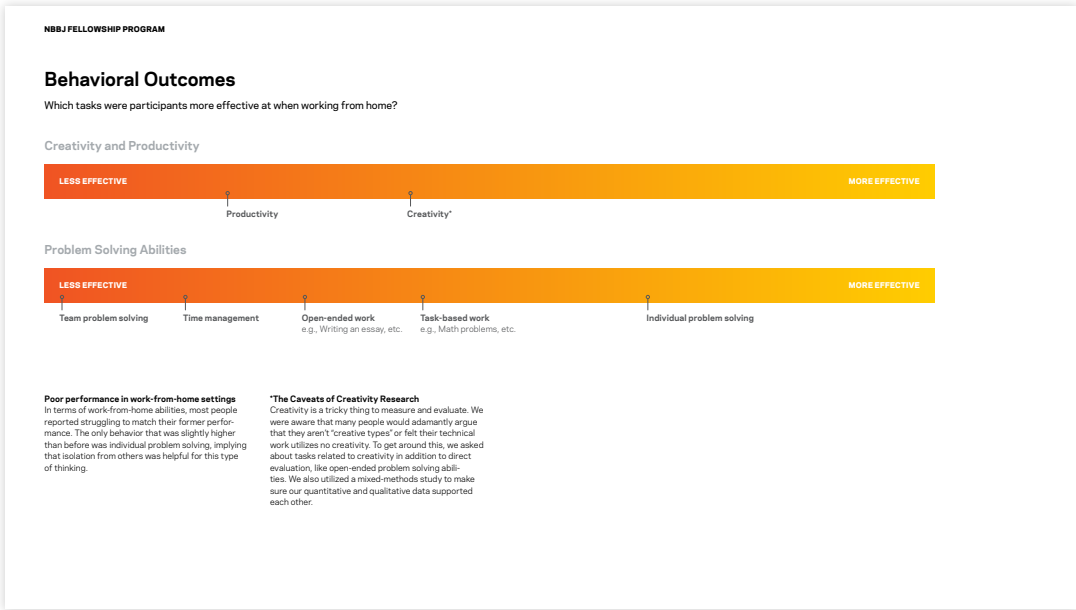 NBBJ FELLOWSHIP PROGRAM
Behavioral Outcomes
Which tasks were participants more effective at when working from home?
Creativity and Productivity
LESS EFFECTIVE MORE EFFECTIVE
Productivity Creativity*
Problem Solving Abilities
LESS EFFECTIVE MORE EFFECTIVE
Team problem solving Time management Open-ended work Task-based work Individual problem solving
e.g., Writing an essay, etc. e.g., Math problems, etc.
Poor performance in work-from-home settings
In terms of work-from-home abilities, most people
reported struggling to match their former perfor-
mance. The only behavior that was slightly higher
than before was individual problem solving, implying
that isolation from others was helpful for this type
of thinking.
*The Caveats of Creativity Research
Creativity is a tricky thing to measure and evaluate. We
were aware that many people would adamantly argue
that they aren't "creative types" or felt their technical
work utilizes no creativity. To get around this, we asked
about tasks related to creativity in addition to direct
evaluation, like open-ended problem solving abili-
ties. We also utilized a mixed-methods study to make
sure our quantitative and qualitative data supported
each other.